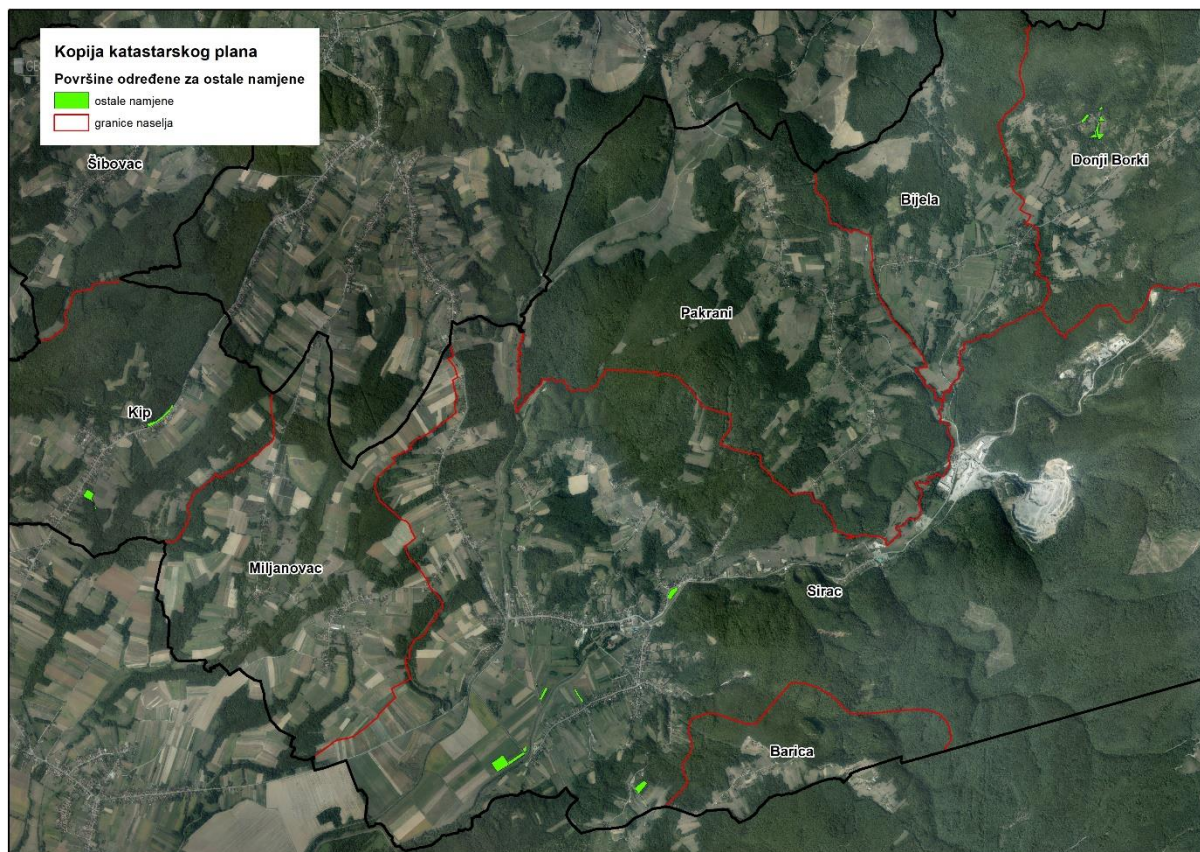 Kopija katastarskog plana
Površine određene za ostale namjene
ostale namjene
granice naselja
Šibovac
Donji Borki
Bijela
Pakrani
Kip
Miljanovac
Sirac
Barica